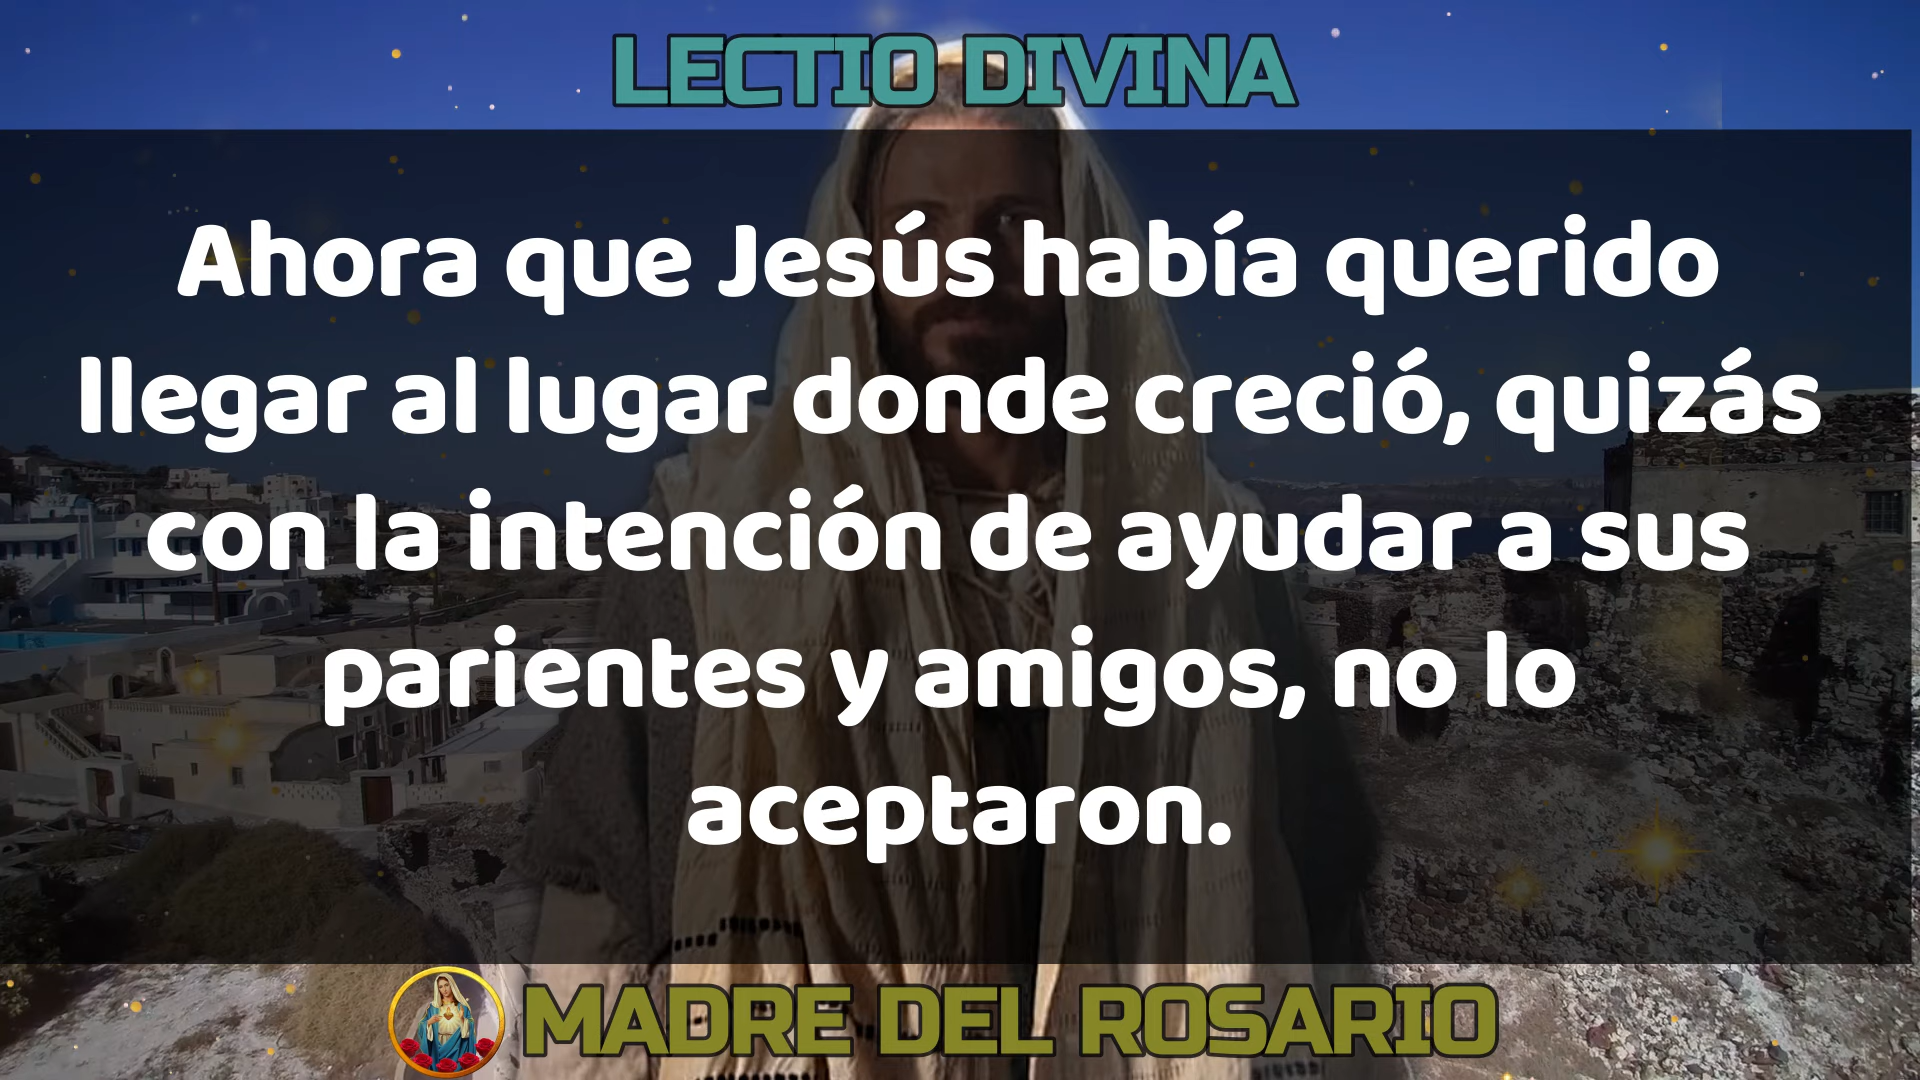 LECTIO DIVINA
Ahora que Jesús había querido
llegar al lugar donde creció, quizás
con la intención de ayudar a sus
parientes y amigos, no lo
aceptaron.
MADRE DEL ROSARIO